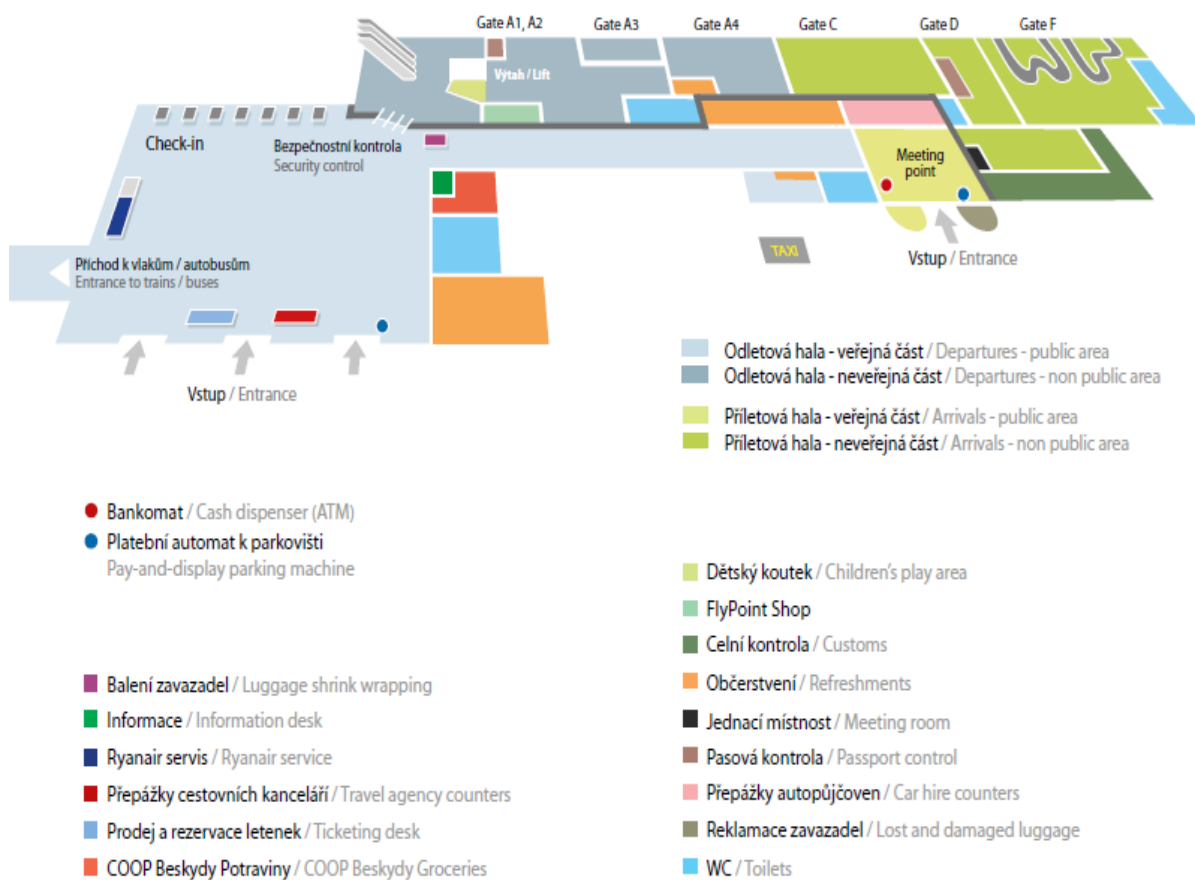 Gate A1, A2
Gate A3
Gate A4
Gate C
Gate D
Gate F
Výtah / Lift
Check-in
Bezpečnostní kontrola
Security control
Meeting
point
Příchod k vlakům / autobusům
Entrance to trains / buses
TAXI
Vstup / Entrance
Vstup / Entrance
Odletová hala - veřejná část / Departures - public area
Odletová hala - neveřejná část / Departures - non public area
Příletová hala - veřejná část / Arrivals - public area
Příletová hala - neveřejná část / Arrivals - non public area
Bankomat / Cash dispenser (ATM)
Platební automat k parkovišti
Pay-and-display parking machine
Dětský koutek / Children's play area
FlyPoint Shop
Celní kontrola / Customs
Občerstvení / Refreshments
Jednací místnost / Meeting room
Pasová kontrola / Passport control
Přepážky autopůjčoven / Car hire counters
Reklamace zavazadel / Lost and damaged luggage
WC / Toilets
Balení zavazadel / Luggage shrink wrapping
Informace / Information desk
Ryanair servis / Ryanair service
Přepážky cestovních kanceláří / Travel agency counters
Prodej a rezervace letenek / Ticketing desk
COOP Beskydy Potraviny / COOP Beskydy Groceries